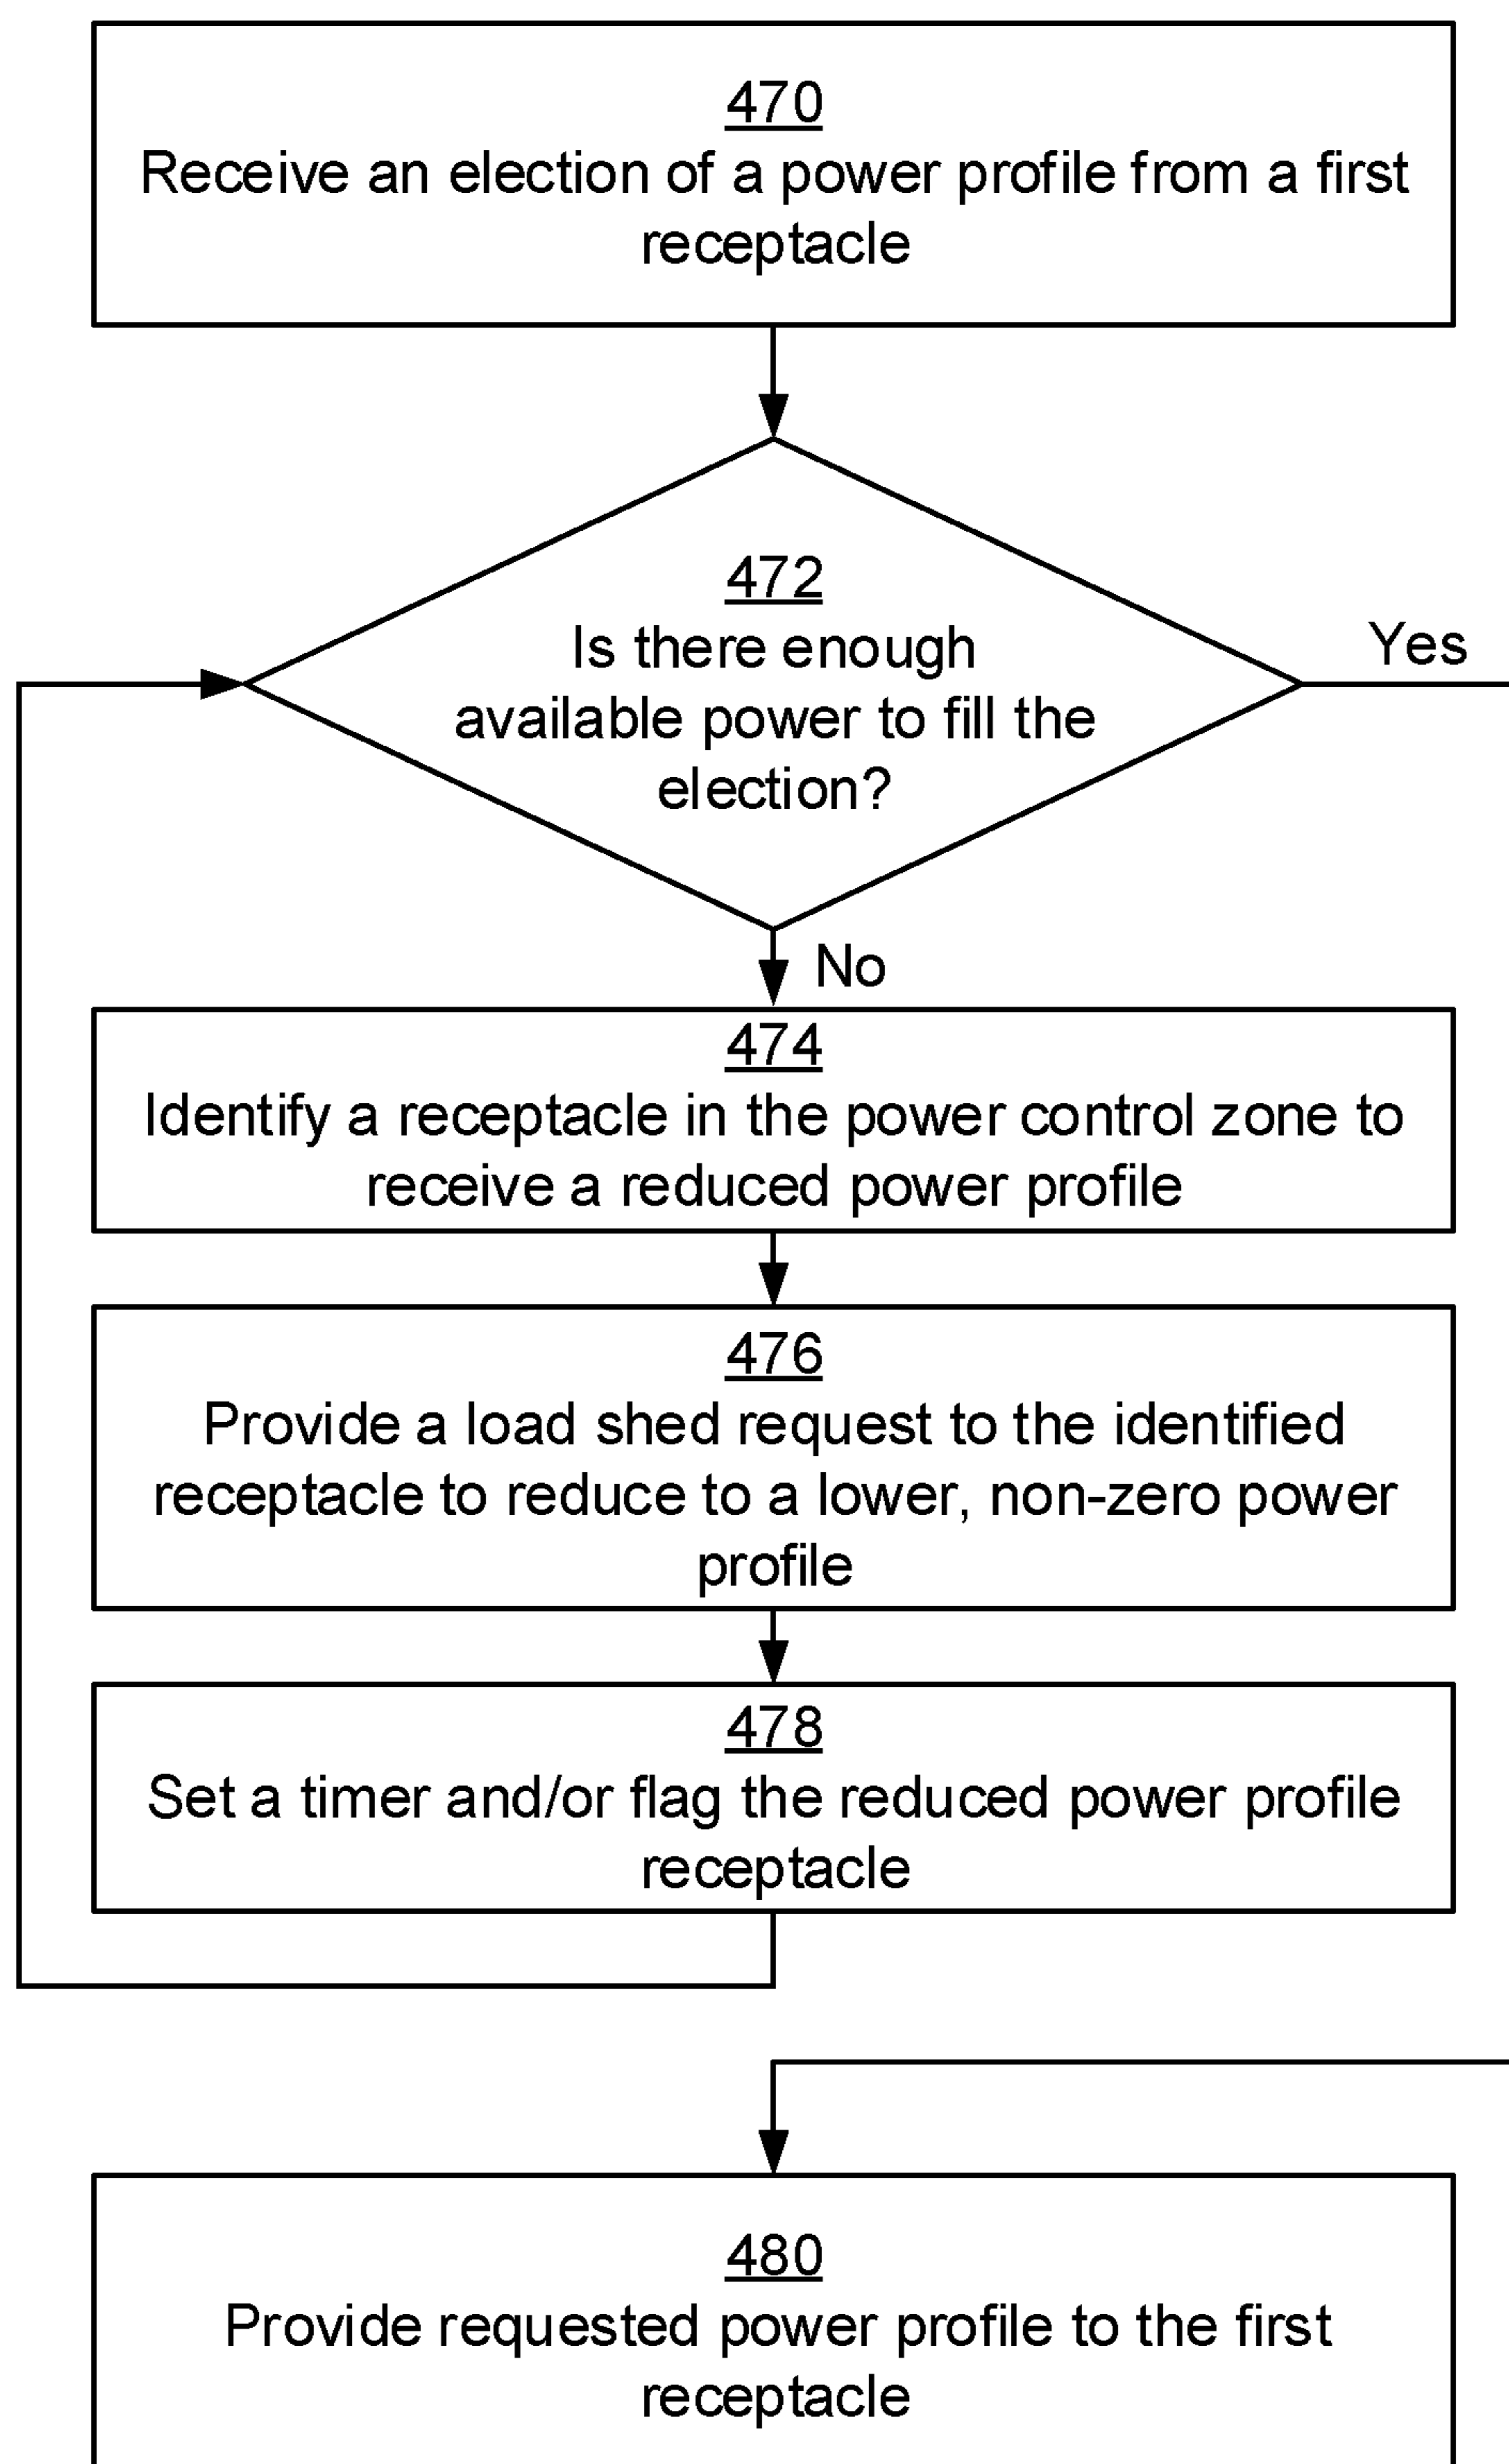 470
Receive an election of a power profile from a first
receptacle
472
Is there enough
available power to fill the
election?
Yes
No
474
Identify a receptacle in the power control zone to
receive a reduced power profile
476
Provide a load shed request to the identified
receptacle to reduce to a lower, non-zero power
profile
478
Set a timer and/or flag the reduced power profile
receptacle
480
Provide requested power profile to the first
receptacle